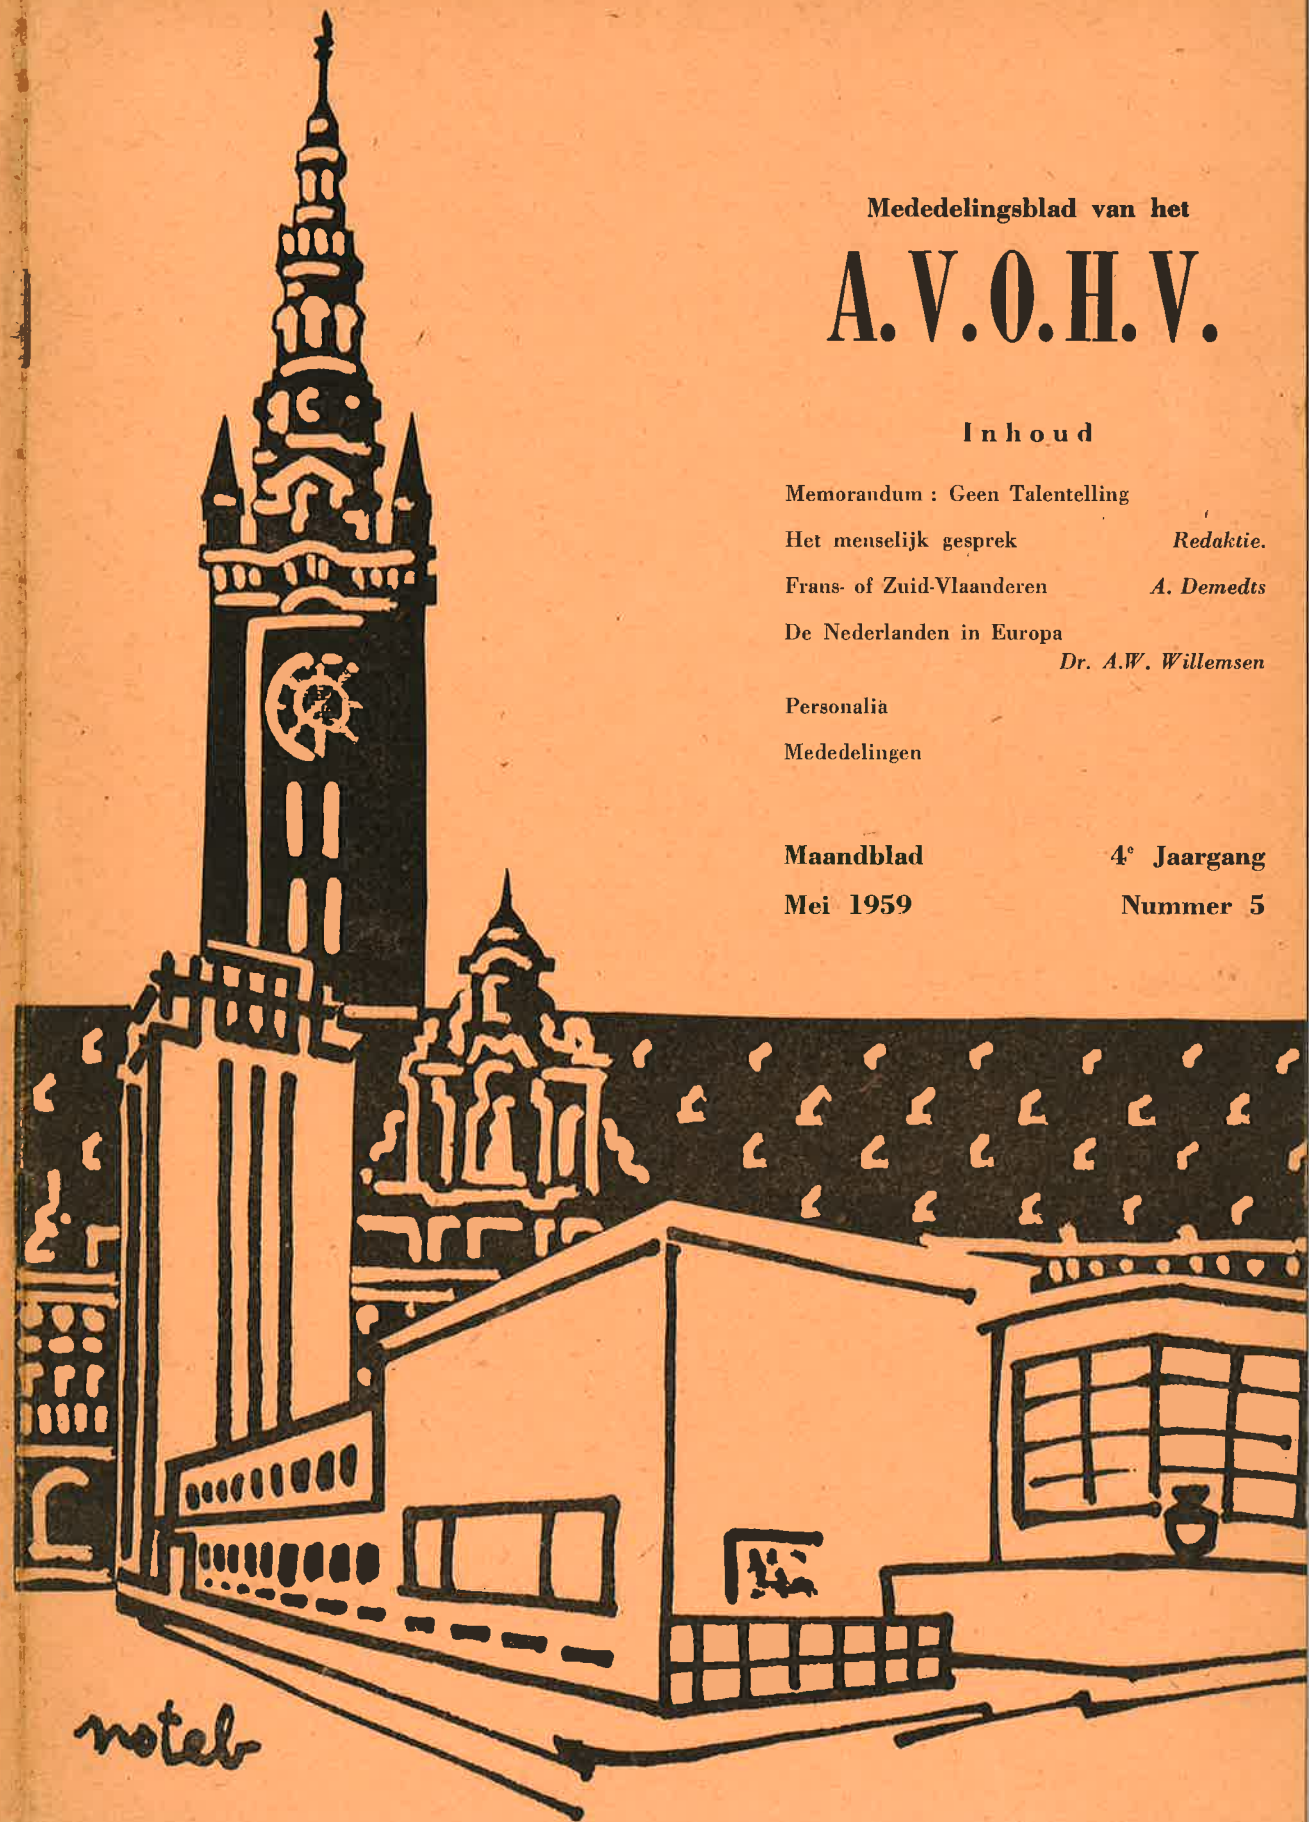 Mededelingsblad van het
A.V.O.H.V.
Inhoud
Memorandum : Geen Talentelling
Het menselijk gesprek Redaktie.
Frans- of Zuid-Vlaanderen A. Demedts
De Nederlanden in Europa
Dr. A.W. Willemsen
Personalia
Mededelingen
Maandblad 4e Jaargang
Mei 1959 Nummer 5
noteb